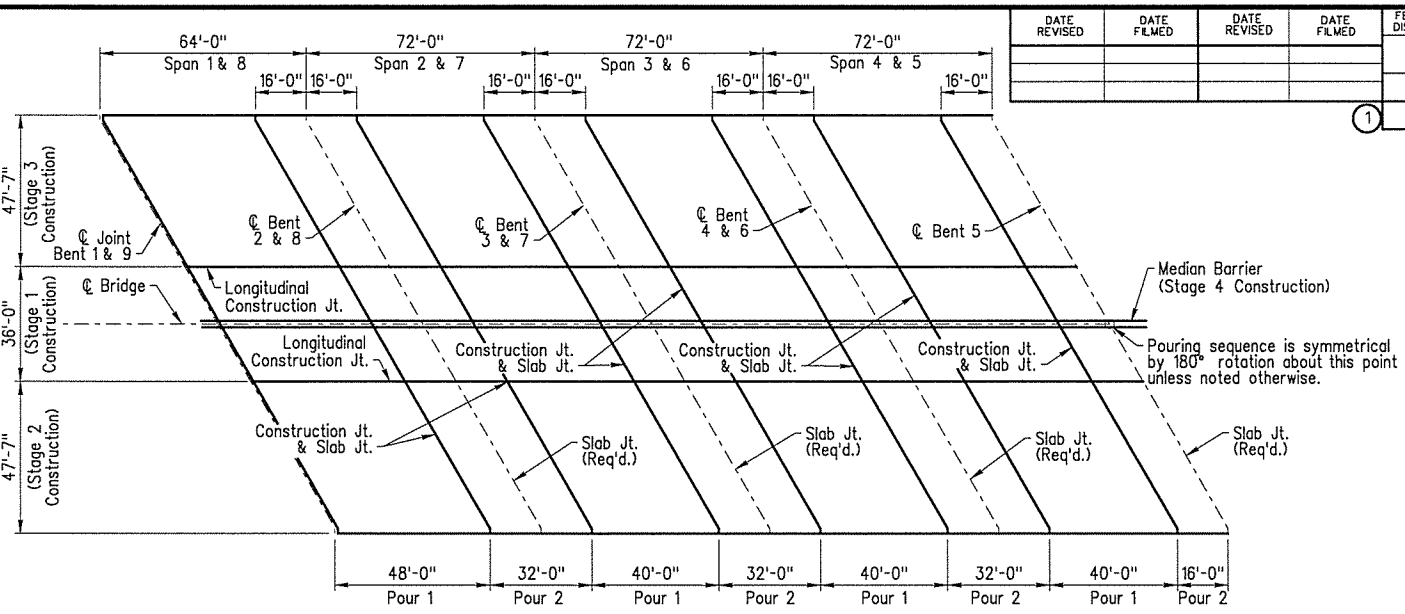 DATE REVISED
DATE FILMED
DATE REVISED
DATE FILMED
1
64'-0"
72'-0"
72'-0"
72'-0"
Span 1 & 8
Span 2 & 7
Span 3 & 6
Span 4 & 5
16'-0"
16'-0"
16'-0"
16'-0"
16'-0"
16'-0"
16'-0"
47'-7"
(Stage 3
Construction)
36'-0"
(Stage 1
Construction)
47'-7"
(Stage 2
Construction)
℄ Joint
Bent 1 & 9
℄ Bent
2 & 8
℄ Bent
3 & 7
℄ Bent
4 & 6
℄ Bent 5
℄ Bridge
Longitudinal
Construction Jt.
Median Barrier
(Stage 4 Construction)
Longitudinal
Construction Jt.
Construction Jt.
& Slab Jt.
Construction Jt.
& Slab Jt.
Construction Jt.
& Slab Jt.
Pouring sequence is symmetrical
by 180° rotation about this point
unless noted otherwise.
Construction Jt.
& Slab Jt.
Slab Jt.
(Req'd.)
Slab Jt.
(Req'd.)
Slab Jt.
(Req'd.)
Slab Jt.
(Req'd.)
48'-0"
32'-0"
40'-0"
32'-0"
40'-0"
32'-0"
40'-0"
16'-0"
Pour 1
Pour 2
Pour 1
Pour 2
Pour 1
Pour 2
Pour 1
Pour 2